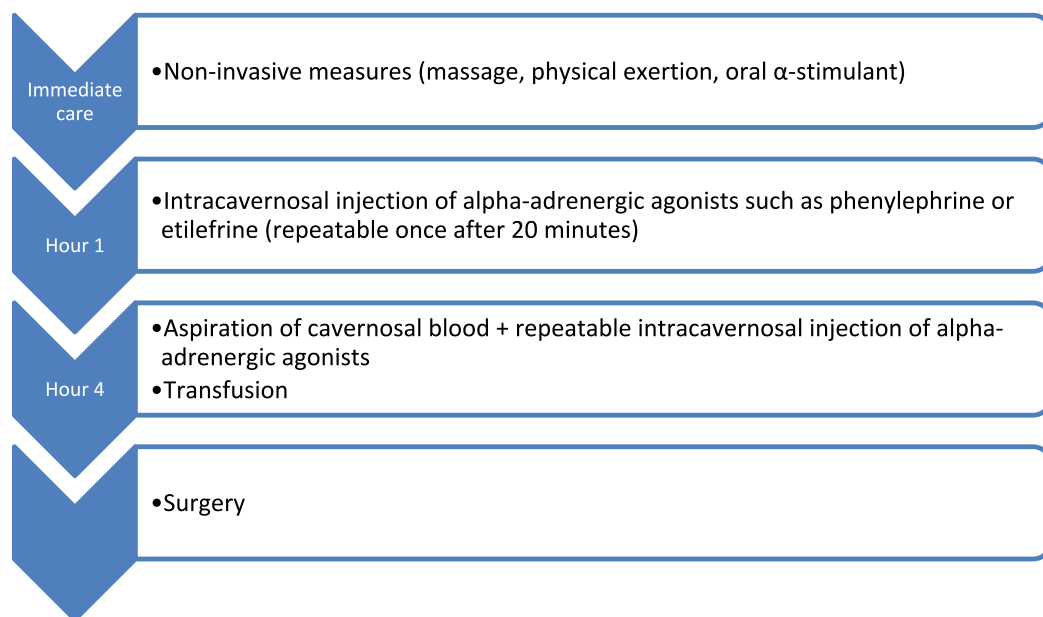 Immediate
care
•Non-invasive measures (massage, physical exertion, oral α-stimulant)
Hour 1
•Intracavernosal injection of alpha-adrenergic agonists such as phenylephrine or
etilefrine (repeatable once after 20 minutes)
Hour 4
•Aspiration of cavernosal blood + repeatable intracavernosal injection of alpha-
adrenergic agonists
•Transfusion
•Surgery